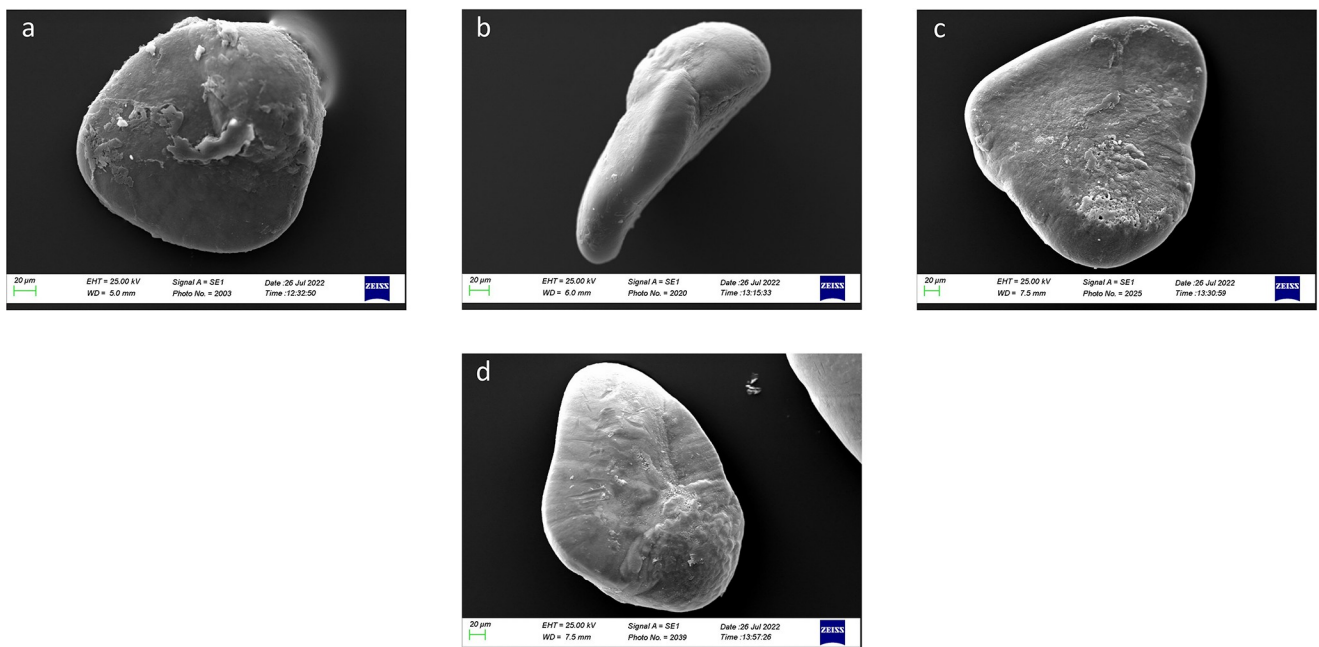 a
20 µm
EHT = 25.00 kV
WD = 5.0 mm
Signal A = SE1
Photo No. = 2003
Date :26 Jul 2022
Time :12:32:50
ZEISS
b
20 µm
EHT = 25.00 kV
WD = 6.0 mm
Signal A = SE1
Photo No. = 2020
Date :26 Jul 2022
Time :13:15:33
ZEISS
c
20 µm
EHT = 25.00 kV
WD = 7.5 mm
Signal A = SE1
Photo No. = 2025
Date :26 Jul 2022
Time :13:30:59
ZEISS
d
20 µm
EHT = 25.00 kV
WD = 7.5 mm
Signal A = SE1
Photo No. = 2039
Date :26 Jul 2022
Time :13:57:26
ZEISS